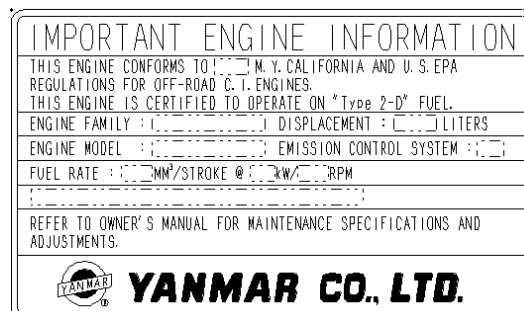 IMPORTANT ENGINE INFORMATION
THIS ENGINE CONFORMS TO M.Y. CALIFORNIA AND U.S. EPA
REGULATIONS FOR OFF-ROAD C.I. ENGINES.
THIS ENGINE IS CERTIFIED TO OPERATE ON "Type 2-D" FUEL.
ENGINE FAMILY : DISPLACEMENT : LITERS
ENGINE MODEL : EMISSION CONTROL SYSTEM :
FUEL RATE : MM³/STROKE @ kW/ RPM
REFER TO OWNER'S MANUAL FOR MAINTENANCE SPECIFICATIONS AND
ADJUSTMENTS.
YANMAR ® YANMAR CO., LTD.